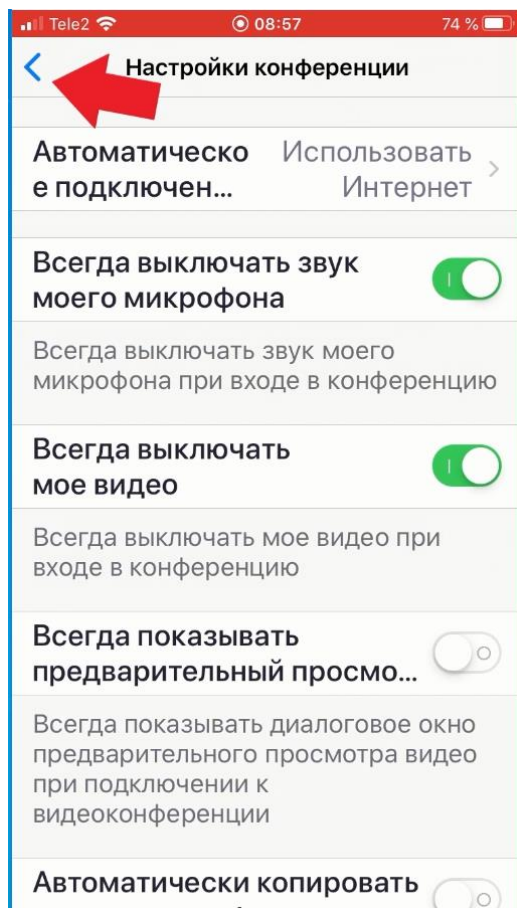 Tele2 08:57 74 %
Настройки конференции
Автоматическо Использовать
е подключен... Интернет
Всегда выключать звук
моего микрофона
Всегда выключать звук моего
микрофона при входе в конференцию
Всегда выключать
мое видео
Всегда выключать мое видео при
входе в конференцию
Всегда показывать
предварительный просмо...
Всегда показывать диалоговое окно
предварительного просмотра видео
при подключении к
видеоконференции
Автоматически копировать